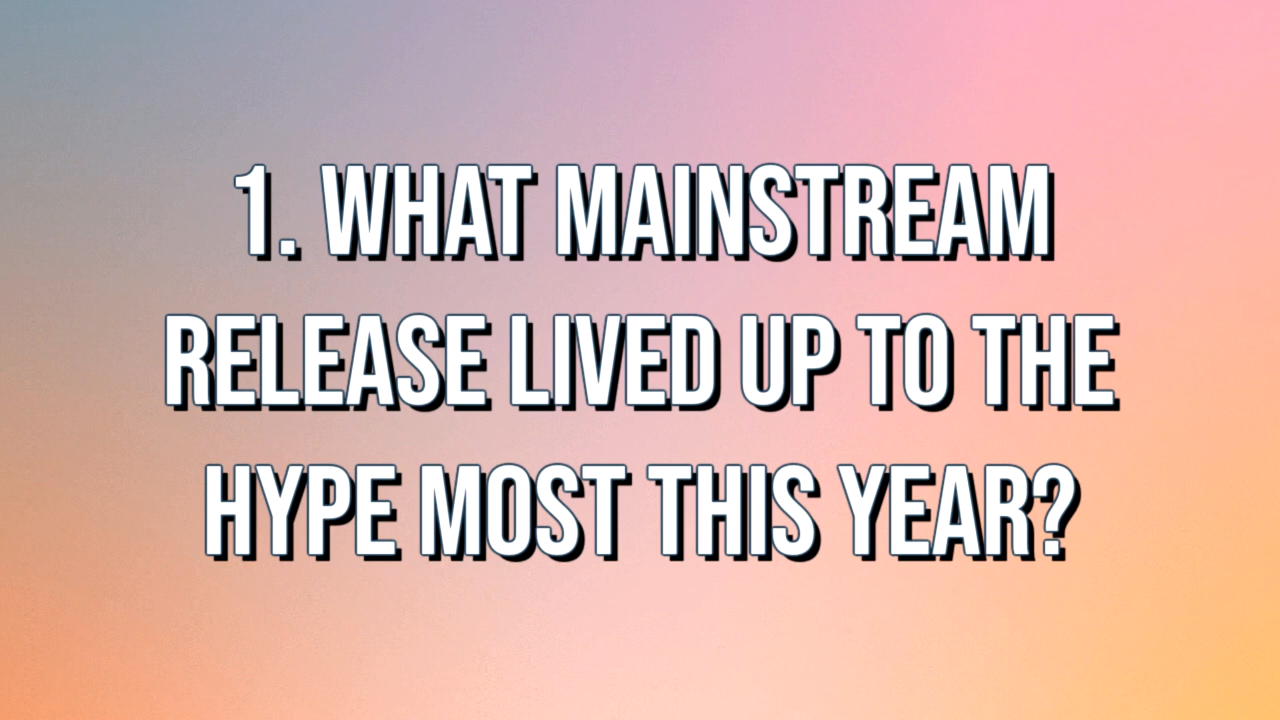 1. WHAT MAINSTREAM
RELEASE LIVED UP TO THE
HYPE MOST THIS YEAR?